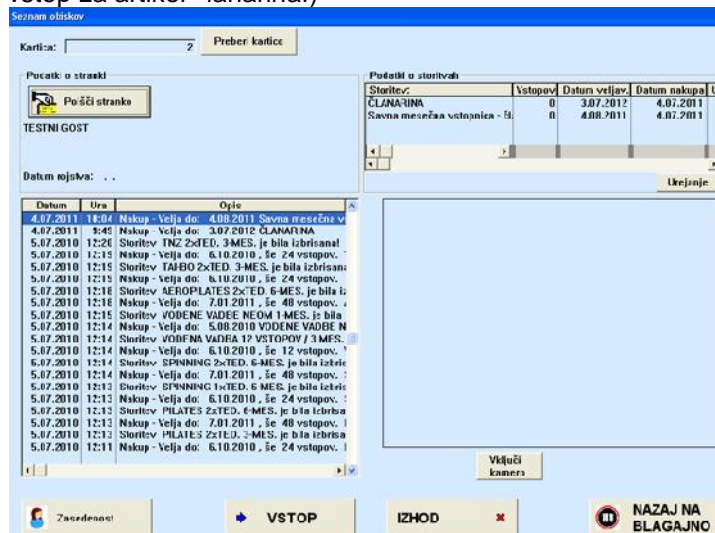 vstop za artikel "lanarina!)
Seznam obiskov
Kartica: 2 Preberi kartico
Podatki o stranki
Poišči stranko
TESTNI GOST
Datum rojstva: . .
Podatki o storitvah
Storitev: Vstopov Datum veljav. Datum nakupa U
ČLANARINA 0 3.07.2012 4.07.2011
Savna mesečna vstopnica - čl. 0 4.08.2011 4.07.2011
Urejanje
Datum Ura Opis
4.07.2011 18:04 Nakup - Velja do: 4.08.2011 Savna mesečna v
4.07.2011 9:45 Nakup - Velja do: 3.07.2012 ČLANARINA
5.07.2010 12:20 Storitev TNZ 2xTED. 3-MES. je bila izbrisana!
5.07.2010 12:19 Nakup - Velja do: 6.10.2010 , še 24 vstopov.
5.07.2010 12:19 Storitev TAI-BO 2xTED. 3-MES. je bila izbrisana
5.07.2010 12:19 Nakup - Velja do: 6.10.2010 , še 24 vstopov.
5.07.2010 12:18 Storitev AEROPILATES 2xTED. 6-MES. je bila iz
5.07.2010 12:18 Nakup - Velja do: 7.01.2011 , še 48 vstopov.
5.07.2010 12:15 Storitev VODENE VADBE NEOM 1-MES. je bila
5.07.2010 12:14 Nakup - Velja do: 5.08.2010 VODENE VADBE N
5.07.2010 12:14 Storitev VODENA VADBA 12 VSTOPOV / 3 MES.
5.07.2010 12:14 Nakup - Velja do: 6.10.2010 , še 12 vstopov.
5.07.2010 12:14 Storitev SPINNING 2xTED. 6-MES. je bila izbris
5.07.2010 12:14 Nakup - Velja do: 7.01.2011 , še 48 vstopov.
5.07.2010 12:13 Storitev SPINNING 1xTED. 6 MES. je bila izbris
5.07.2010 12:13 Nakup - Velja do: 6.10.2010 , še 24 vstopov.
5.07.2010 12:13 Storitev PILATES 2xTED. 6-MES. je bila izbrisa
5.07.2010 12:13 Nakup - Velja do: 7.01.2011 , še 48 vstopov.
5.07.2010 12:13 Storitev PILATES 2xTED. 3-MES. je bila izbrisa
5.07.2010 12:11 Nakup - Velja do: 6.10.2010 , še 24 vstopov.
Vključi
kamero
Zasedenost
VSTOP
IZHOD
NAZAJ NA
BLAGAJNO